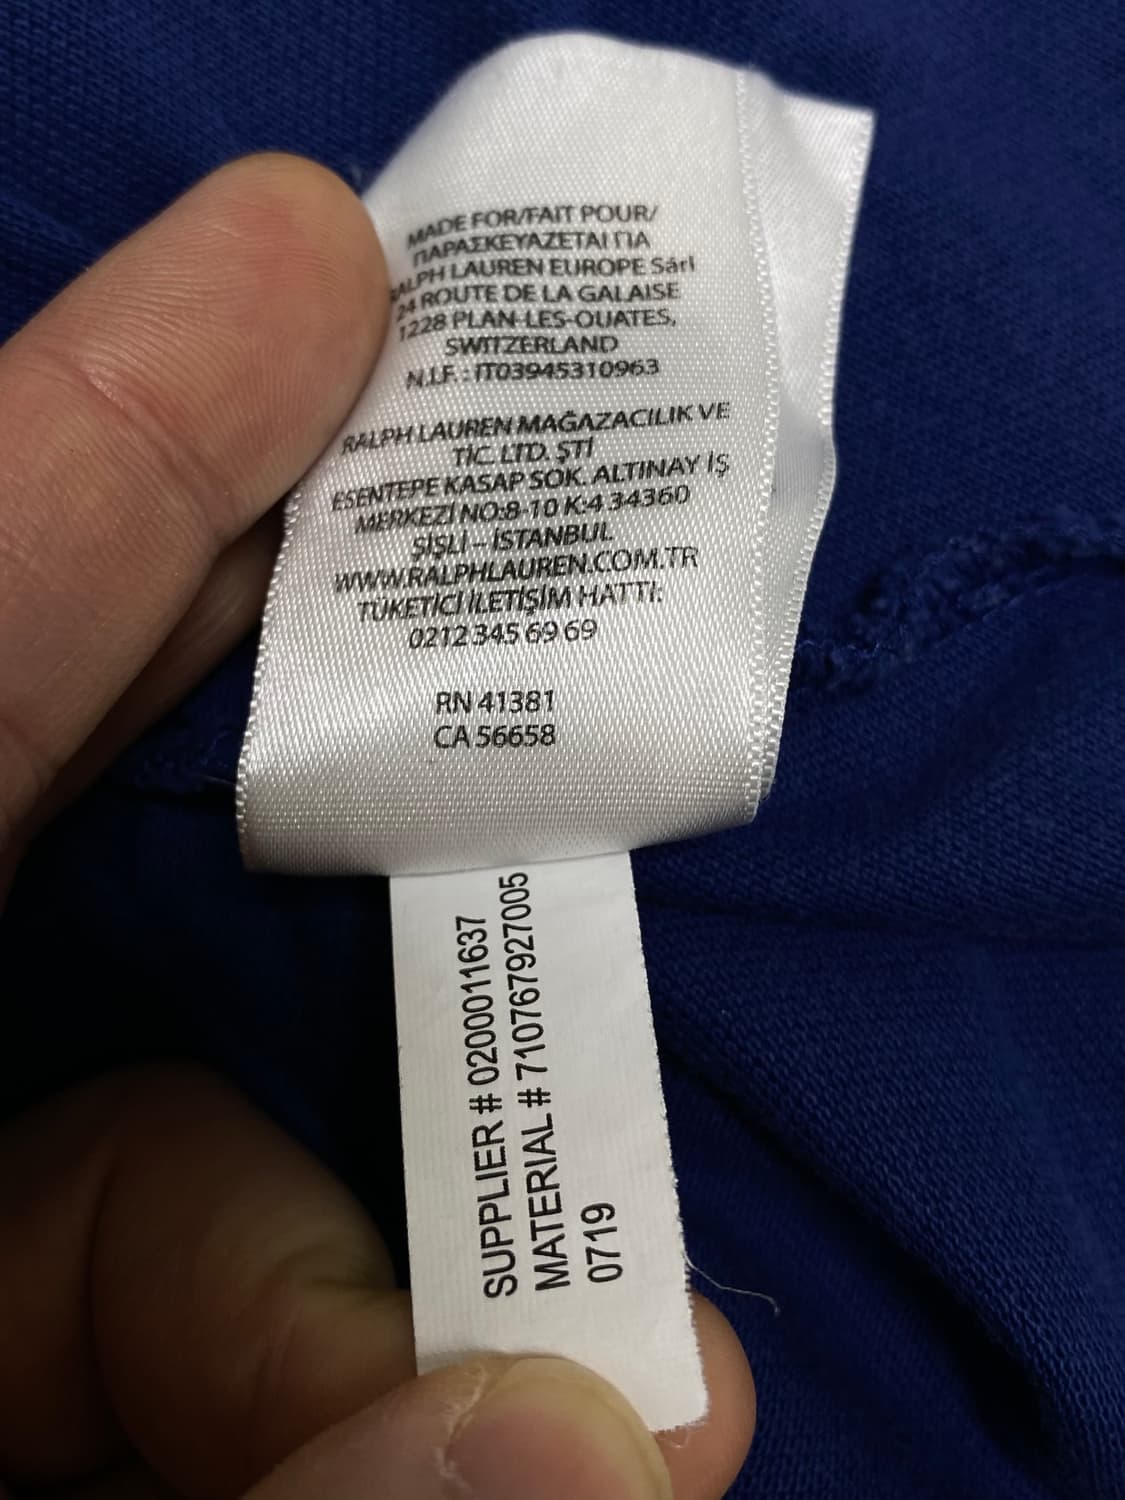 MADE FOR/FAIT POUR/
ΠΑΡΑΣΚΕΥΑΖΕΤΑΙ ΓΙΑ
RALPH LAUREN EUROPE Sárl
24 ROUTE DE LA GALAISE
1228 PLAN-LES-OUATES,
SWITZERLAND
N.I.F. : IT03945310963
RALPH LAUREN MAĞAZACILIK VE
TİC. LTD. ŞTİ
ESENTEPE KASAP SOK. ALTINAY İŞ
MERKEZİ NO:8-10 K:4 34360
ŞİŞLİ – İSTANBUL
WWW.RALPHLAUREN.COM.TR
TÜKETİCİ İLETİŞİM HATTI:
0212 345 69 69
RN 41381
CA 56658
SUPPLIER # 0200011637
MATERIAL # 710767927005
0719